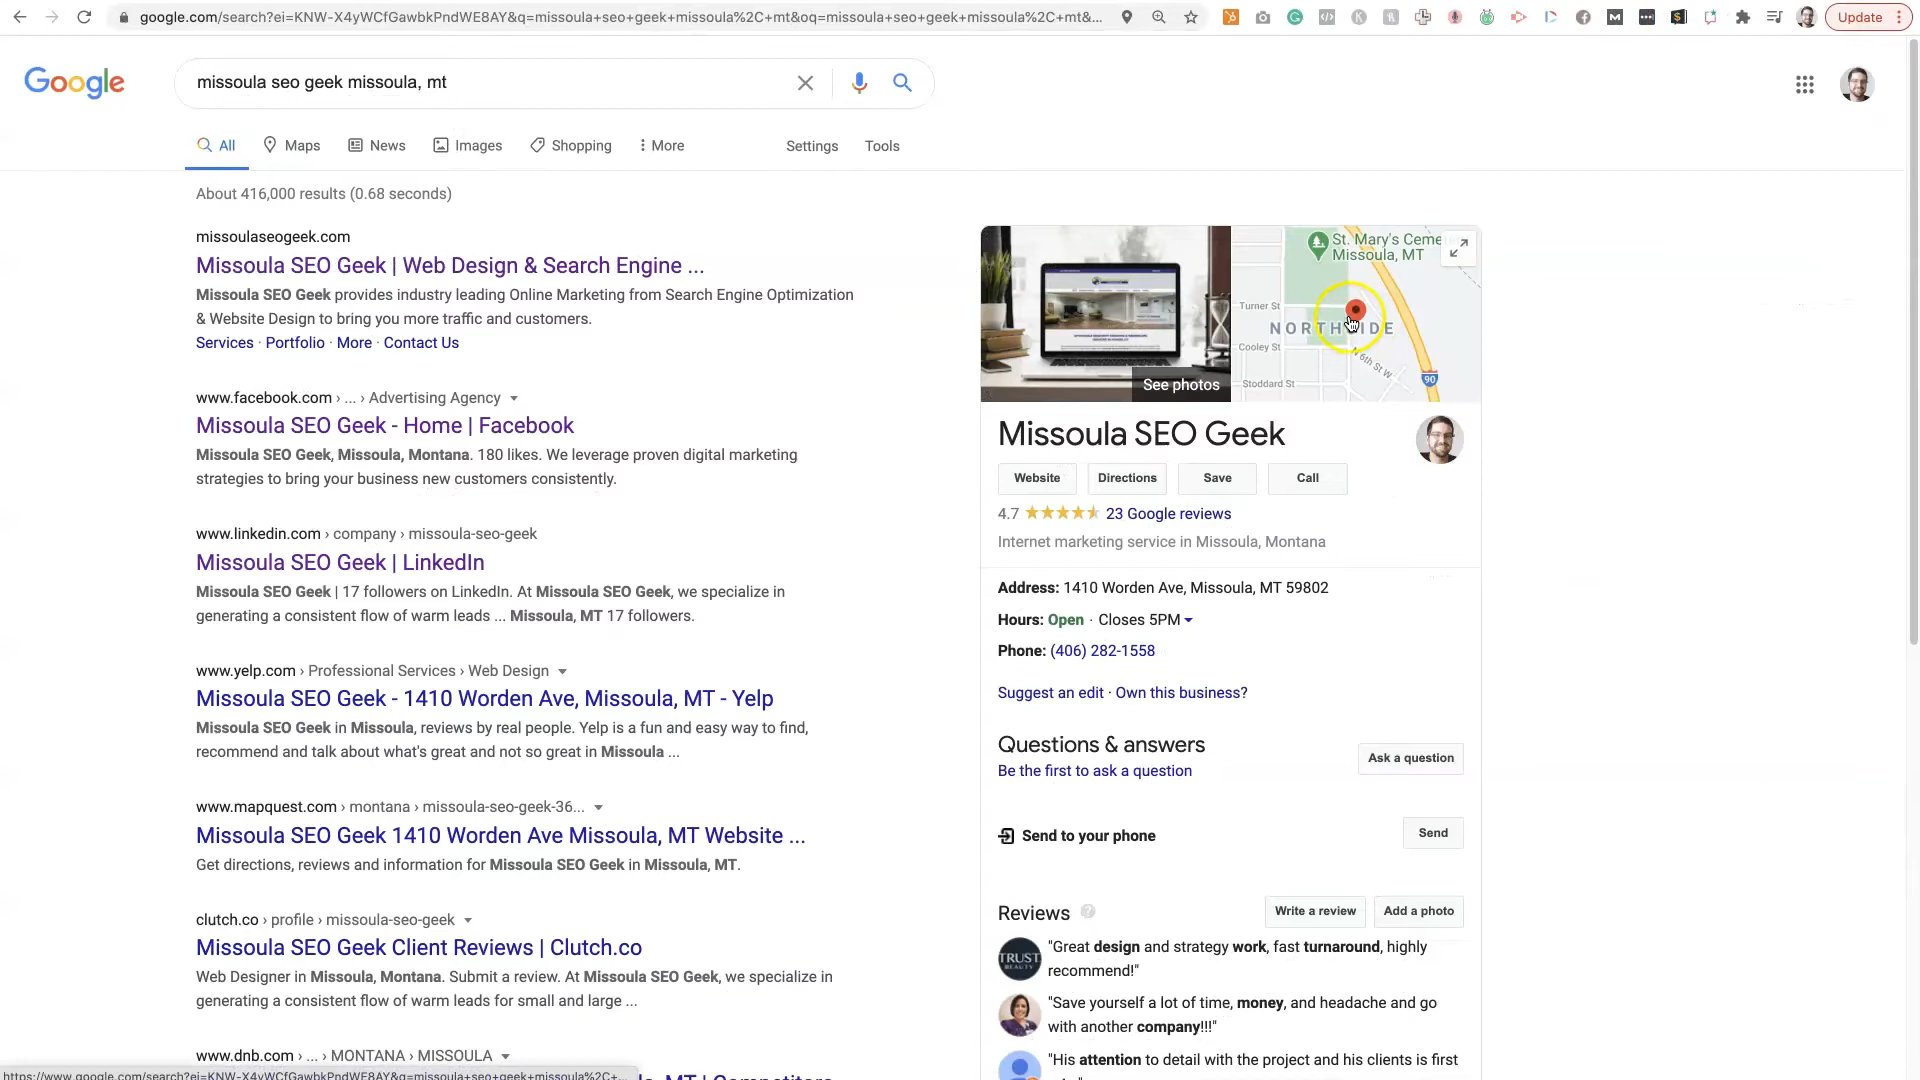 google.com/search?ei=KNW-X4yWCfGawbkPndWE8AY&q=missoula+seo+geek+missoula%2C+mt&oq=missoula+seo+geek+missoula%2C+mt&...
Update
Google
missoula seo geek missoula, mt
All
Maps
News
Images
Shopping
More
Settings
Tools
About 416,000 results (0.68 seconds)
missoulaseogeek.com
Missoula SEO Geek | Web Design & Search Engine ...
Missoula SEO Geek provides industry leading Online Marketing from Search Engine Optimization
& Website Design to bring you more traffic and customers.
Services · Portfolio · More · Contact Us
www.facebook.com › ... › Advertising Agency
Missoula SEO Geek - Home | Facebook
Missoula SEO Geek, Missoula, Montana. 180 likes. We leverage proven digital marketing
strategies to bring your business new customers consistently.
www.linkedin.com › company › missoula-seo-geek
Missoula SEO Geek | LinkedIn
Missoula SEO Geek | 17 followers on LinkedIn. At Missoula SEO Geek, we specialize in
generating a consistent flow of warm leads ... Missoula, MT 17 followers.
www.yelp.com › Professional Services › Web Design
Missoula SEO Geek - 1410 Worden Ave, Missoula, MT - Yelp
Missoula SEO Geek in Missoula, reviews by real people. Yelp is a fun and easy way to find,
recommend and talk about what's great and not so great in Missoula ...
www.mapquest.com › montana › missoula-seo-geek-36...
Missoula SEO Geek 1410 Worden Ave Missoula, MT Website ...
Get directions, reviews and information for Missoula SEO Geek in Missoula, MT.
clutch.co › profile › missoula-seo-geek
Missoula SEO Geek Client Reviews | Clutch.co
Web Designer in Missoula, Montana. Submit a review. At Missoula SEO Geek, we specialize in
generating a consistent flow of warm leads for small and large ...
www.dnb.com › ... › MONTANA › MISSOULA
https://www.google.com/search?ei=KNW-X4yWCfGawbkPndWE8AY&q=missoula+seo+geek+missoula%2C+...
See photos
St. Mary's Ceme
Missoula, MT
Turner St
NORTHSIDE
Cooley St
N 6th St W
Stoddard St
90
Missoula SEO Geek
Website
Directions
Save
Call
4.7
23 Google reviews
Internet marketing service in Missoula, Montana
Address: 1410 Worden Ave, Missoula, MT 59802
Hours: Open · Closes 5PM
Phone: (406) 282-1558
Suggest an edit · Own this business?
Questions & answers
Be the first to ask a question
Ask a question
Send to your phone
Send
Reviews
Write a review
Add a photo
TRUST
BEAUTY
"Great design and strategy work, fast turnaround, highly
recommend!"
"Save yourself a lot of time, money, and headache and go
with another company!!!"
"His attention to detail with the project and his clients is first